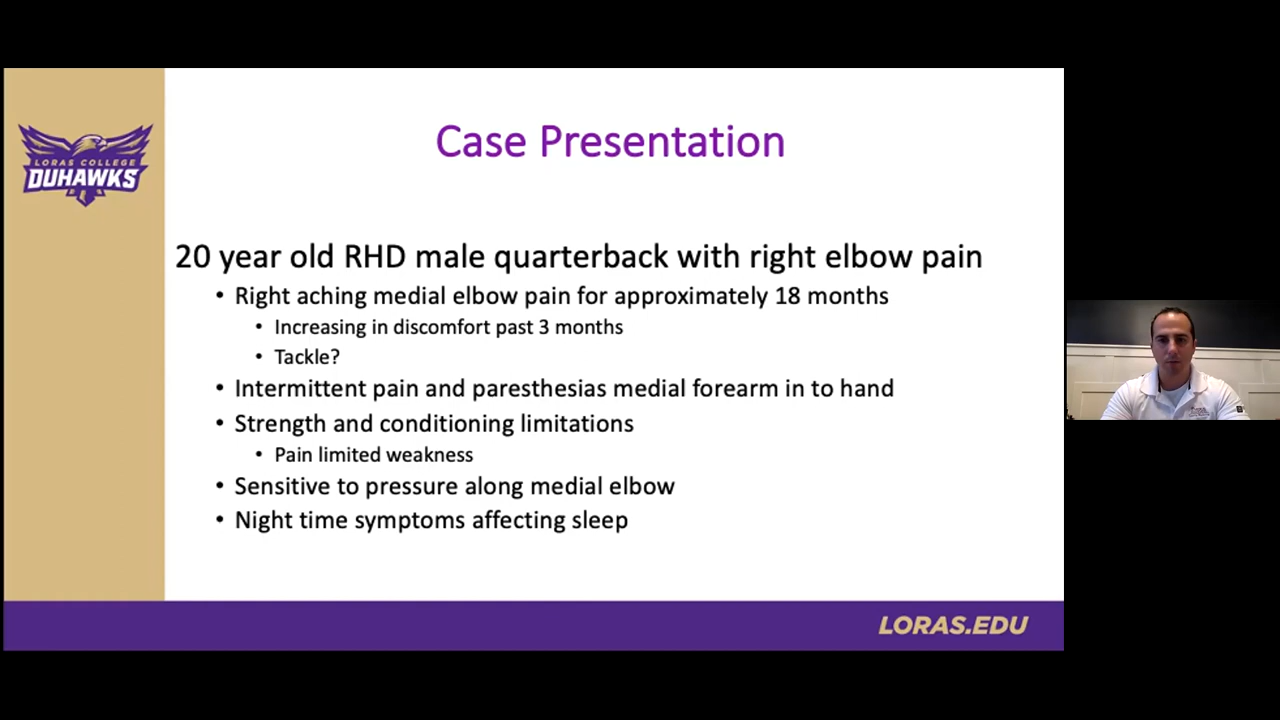 LORAS COLLEGE
DUHAWKS
Case Presentation
20 year old RHD male quarterback with right elbow pain
• Right aching medial elbow pain for approximately 18 months
• Increasing in discomfort past 3 months
• Tackle?
• Intermittent pain and paresthesias medial forearm in to hand
• Strength and conditioning limitations
• Pain limited weakness
• Sensitive to pressure along medial elbow
• Night time symptoms affecting sleep
LORAS.EDU